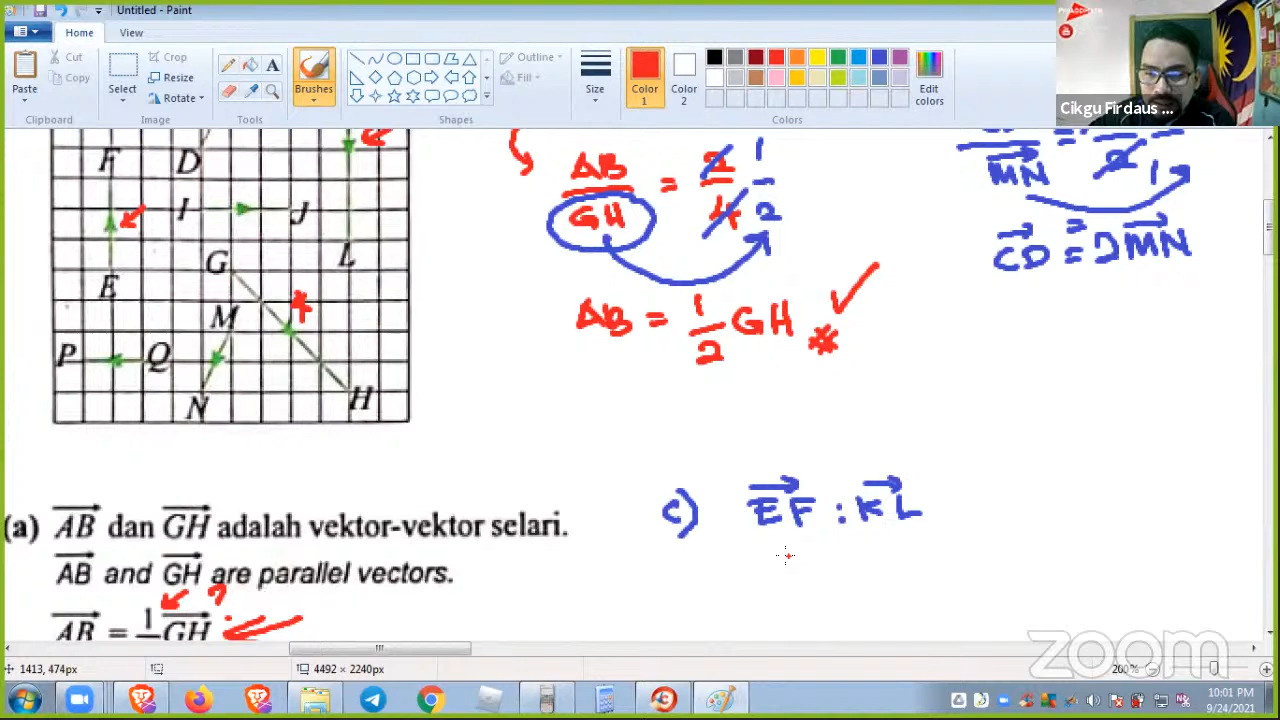 Untitled - Paint
Home
View
Paste
Cut
Copy
Clipboard
Select
Crop
Resize
Rotate
Image
Tools
Brushes
Shapes
Outline
Fill
Size
Color 1
Color 2
Edit colors
Colors
Cikgu Firdaus
F
D
I
J
E
G
L
M
P
Q
N
H
AB/GH = 2/4 1/2
AB = 1/2 GH *
MN
2 1
CD = 2MN
c) EF : KL
(a) AB dan GH adalah vektor-vektor selari.
AB and GH are parallel vectors.
?
AB = 1 GH
zoom
1413, 474px
4492 × 2240px
200%
10:01 PM
9/24/2021